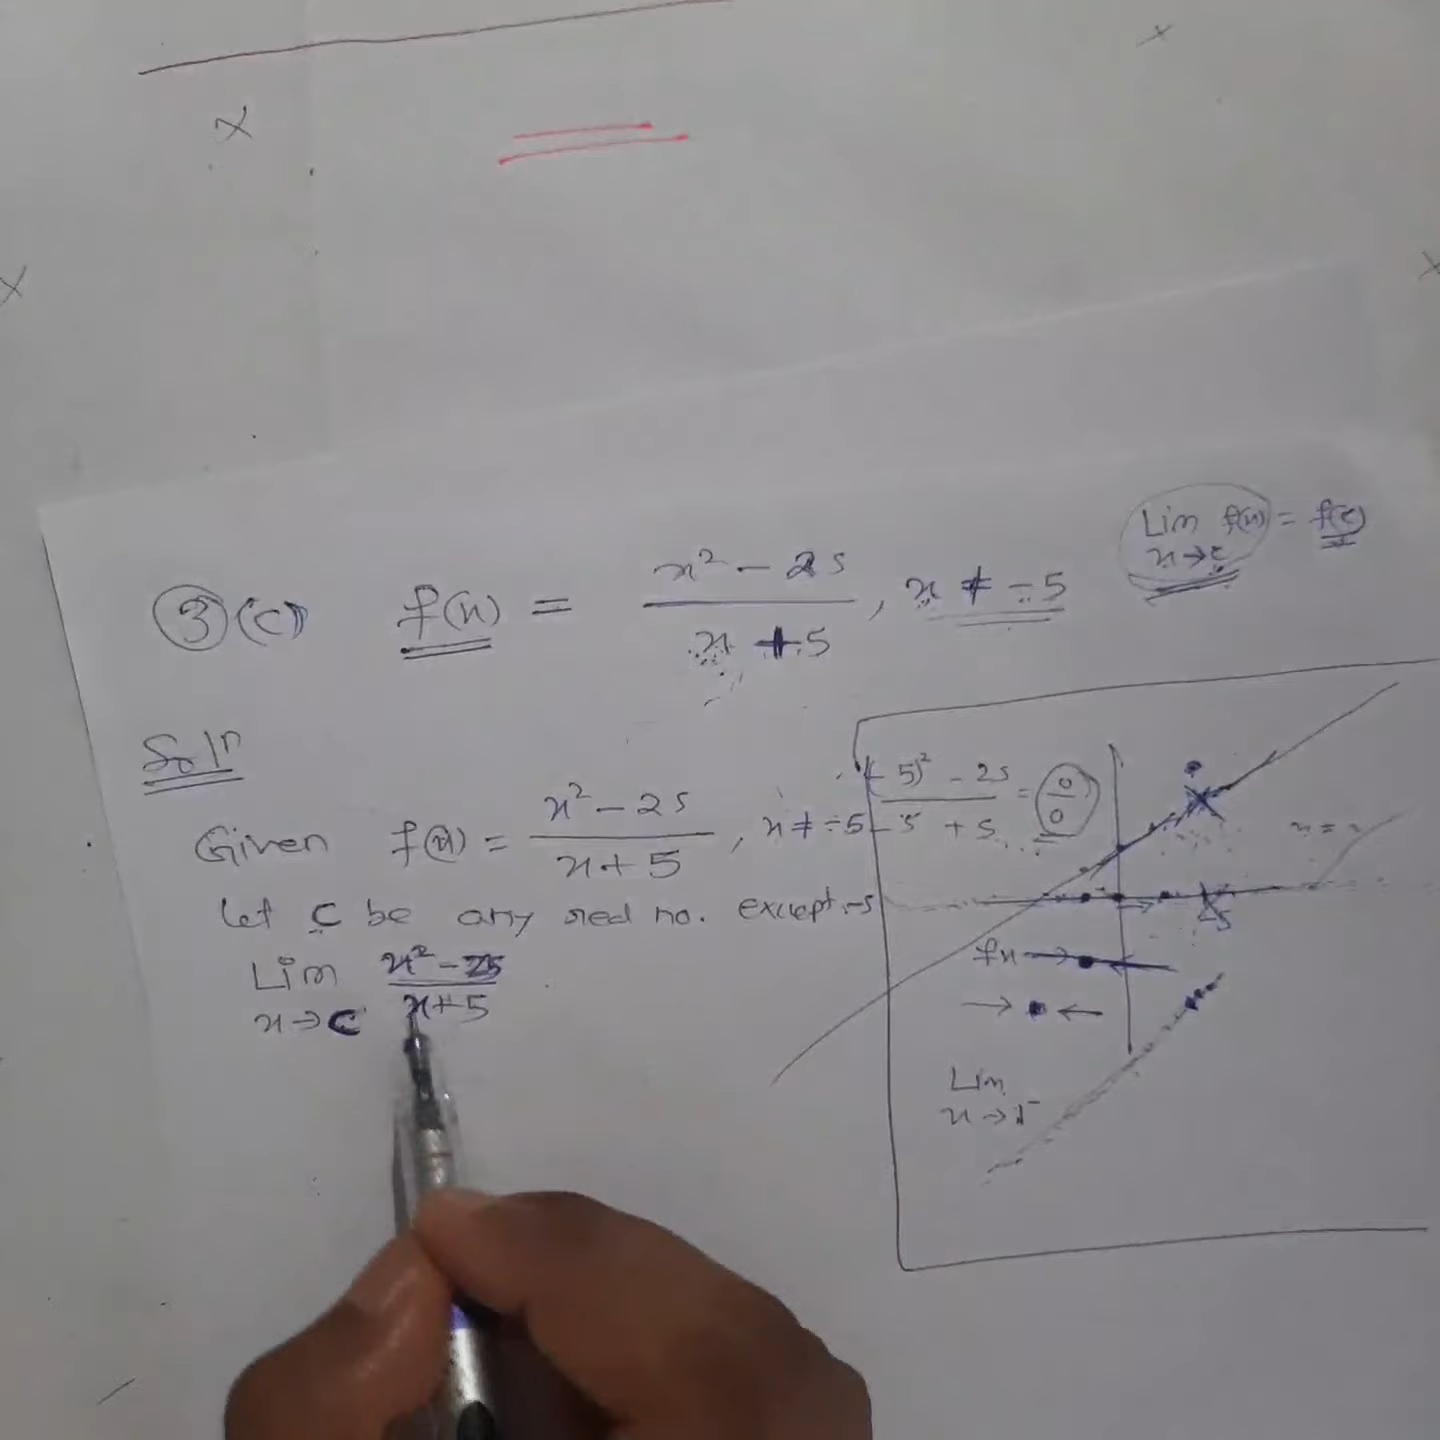 ③(c) f(x) = x² - 25 / x + 5 , x ≠ -5
Lim x→c f(x) = f(c)
Soln
Given f(x) = x² - 25 / x + 5 , x ≠ -5
Let c be any real no. except -5
Lim x→c x² - 25 / x + 5
(-5)² - 25 / -5 + 5 = 0/0
x =
-5
fx →
→ ←
Lim
x → 1⁻